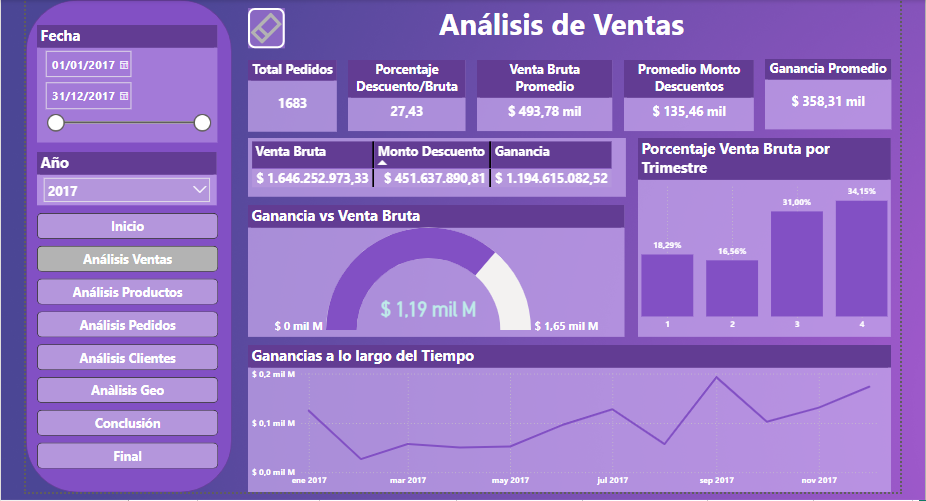 Fecha
01/01/2017
31/12/2017
Año
2017
Inicio
Análisis Ventas
Análisis Productos
Análisis Pedidos
Análisis Clientes
Anàlisis Geo
Conclusión
Final
Análisis de Ventas
Total Pedidos
1683
Porcentaje
Descuento/Bruta
27,43
Venta Bruta
Promedio
$ 493,78 mil
Promedio Monto
Descuentos
$ 135,46 mil
Ganancia Promedio
$ 358,31 mil
Venta Bruta Monto Descuento Ganancia
$ 1.646.252.973,33 $ 451.637.890,81 $ 1.194.615.082,52
Porcentaje Venta Bruta por
Trimestre
34,15%
31,00%
18,29%
16,56%
1 2 3 4
Ganancia vs Venta Bruta
$ 1,19 mil M
$ 0 mil M $ 1,65 mil M
Ganancias a lo largo del Tiempo
$ 0,2 mil M
$ 0,1 mil M
$ 0,0 mil M
ene 2017 mar 2017 may 2017 jul 2017 sep 2017 nov 2017